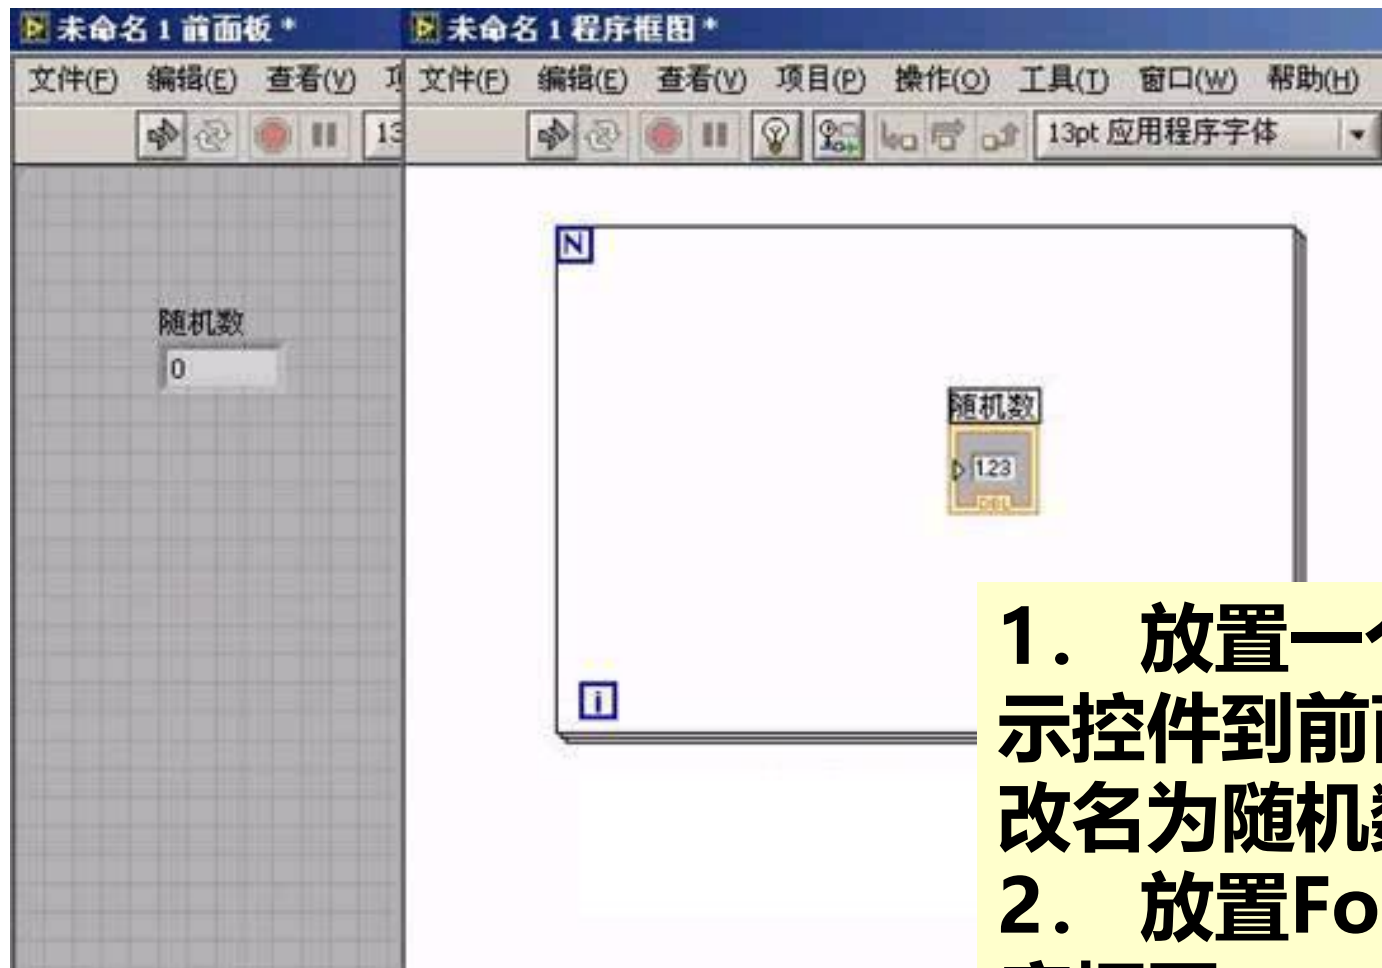 未命名 1 前面板 *
未命名 1 程序框图 *
文件(F) 编辑(E) 查看(V)
文件(F) 编辑(E) 查看(V) 项目(P) 操作(O) 工具(T) 窗口(W) 帮助(H)
13
13pt 应用程序字体
随机数
0
N
随机数
1.23
DBL
i
1. 放置一
示控件到前
改名为随机
2. 放置Fo